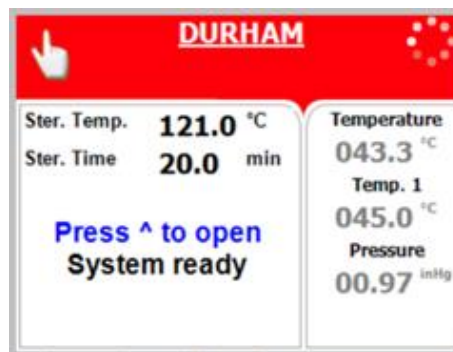 DURHAM
Ster. Temp. 121.0 °C
Ster. Time 20.0 min
Press ^ to open
System ready
Temperature
043.3 °C
Temp. 1
045.0 °C
Pressure
00.97 inHg